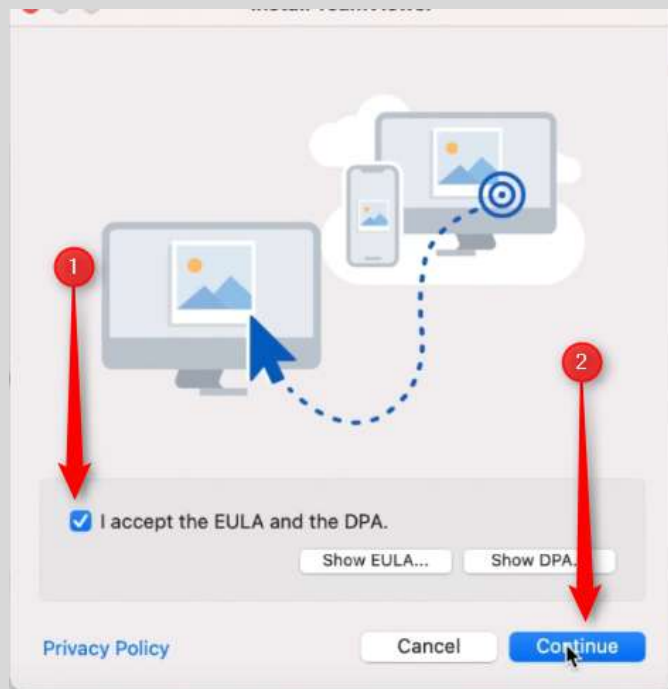 1
2
I accept the EULA and the DPA.
Show EULA... Show DPA...
Privacy Policy Cancel Continue